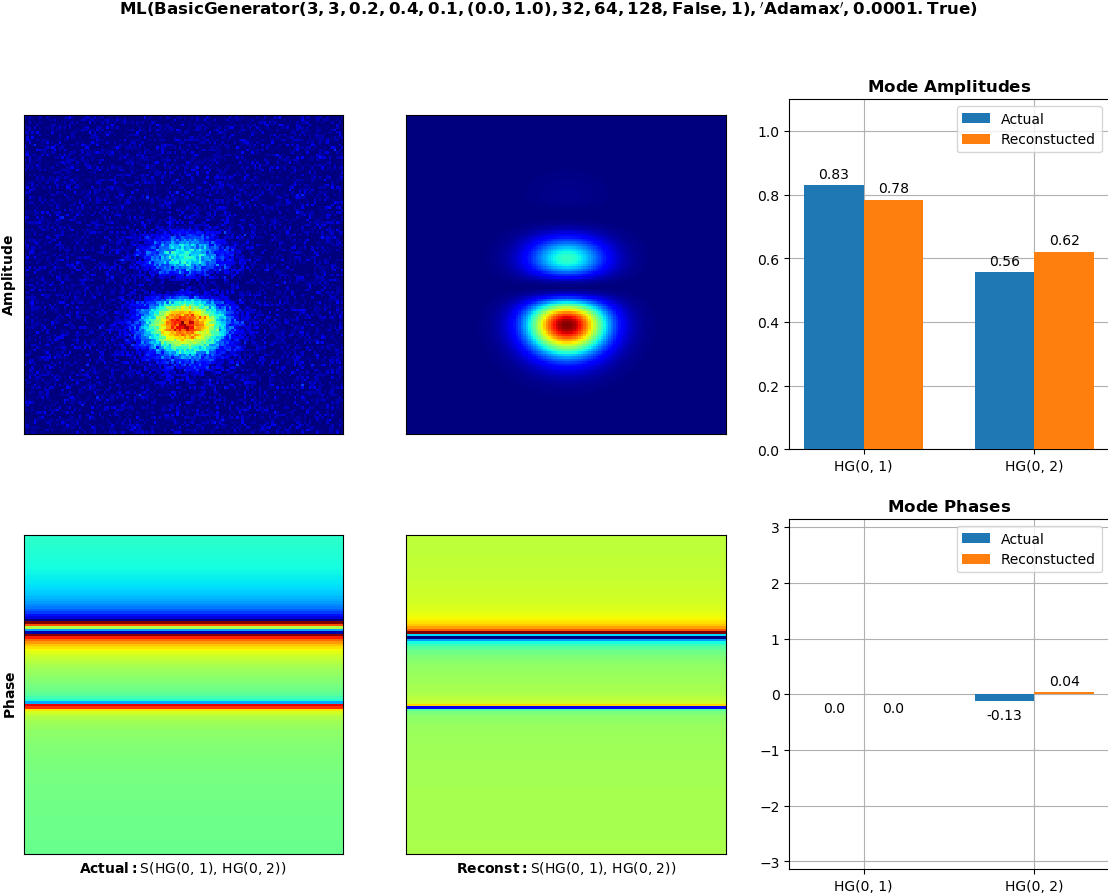 ML(BasicGenerator(3, 3, 0.2, 0.4, 0.1, (0.0, 1.0), 32, 64, 128, False, 1), 'Adamax', 0.0001. True)
Amplitude
Mode Amplitudes
Actual
Reconstucted
1.0
0.8
0.6
0.4
0.2
0.0
0.83
0.78
0.56
0.62
HG(0, 1)
HG(0, 2)
Phase
Actual: S(HG(0, 1), HG(0, 2))
Reconst: S(HG(0, 1), HG(0, 2))
Mode Phases
Actual
Reconstucted
3
2
1
0
−1
−2
−3
0.0
0.0
-0.13
0.04
HG(0, 1)
HG(0, 2)